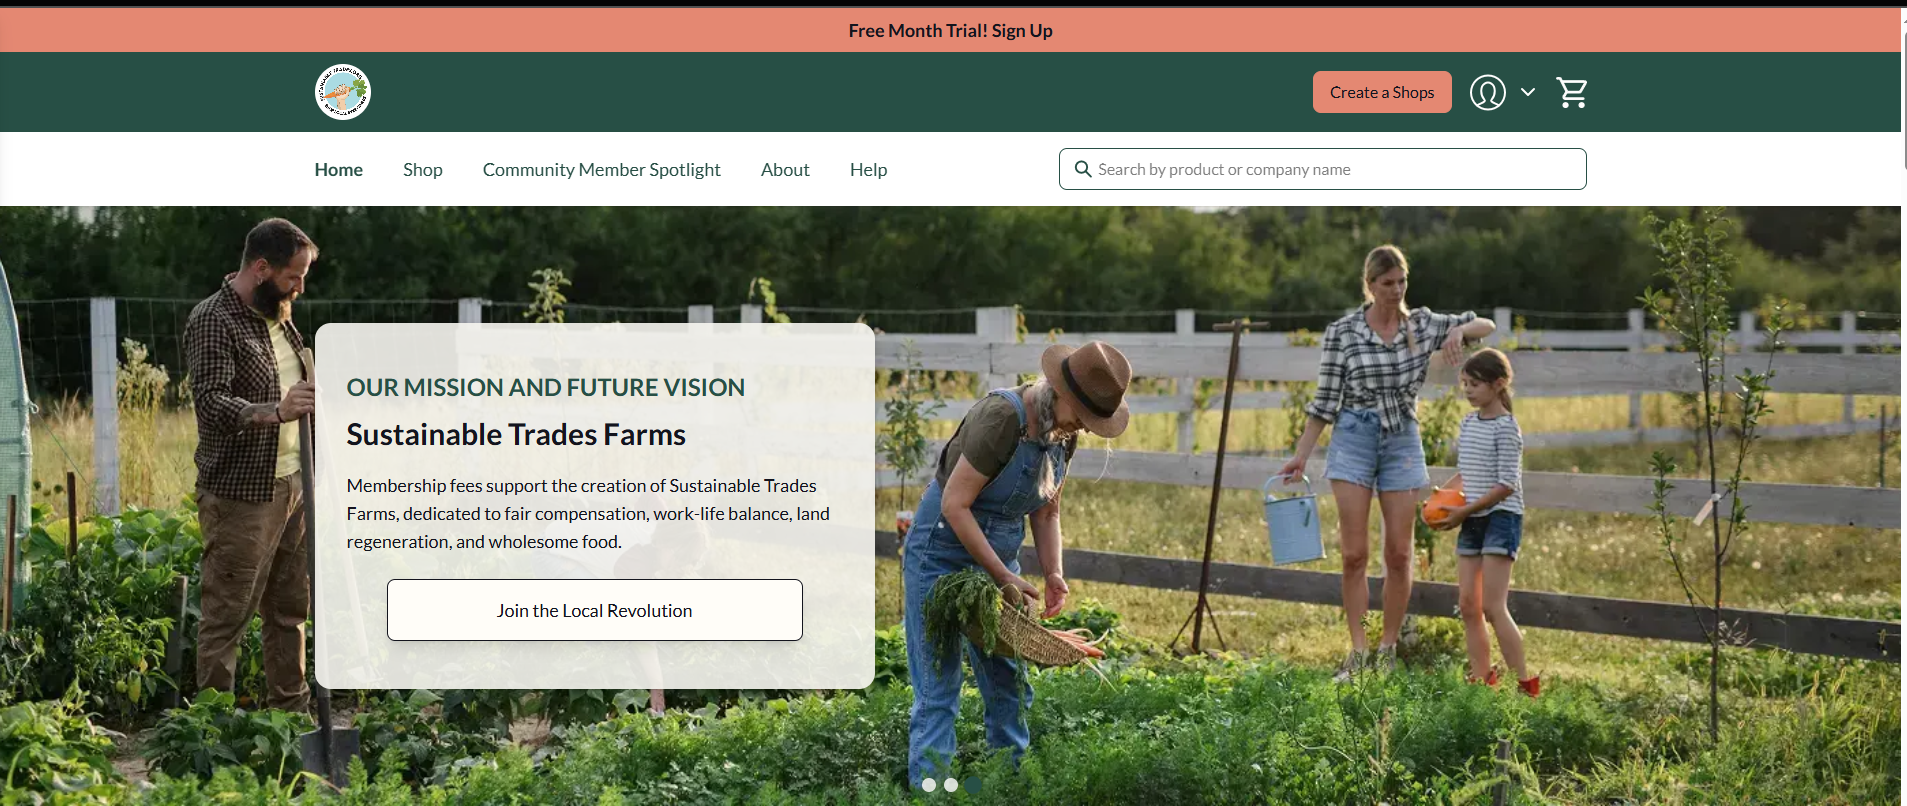 Free Month Trial! Sign Up
Create a Shops
Home
Shop
Community Member Spotlight
About
Help
Search by product or company name
OUR MISSION AND FUTURE VISION
Sustainable Trades Farms
Membership fees support the creation of Sustainable Trades
Farms, dedicated to fair compensation, work-life balance, land
regeneration, and wholesome food.
Join the Local Revolution